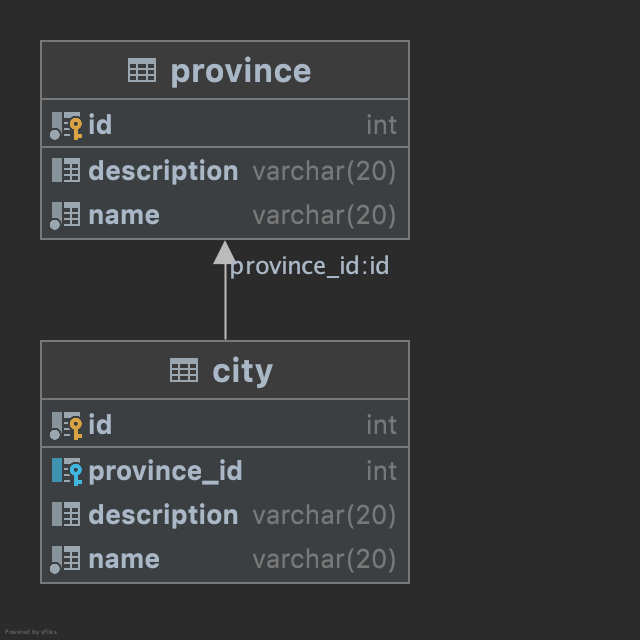 province
id int
description varchar(20)
name varchar(20)
province_id:id
city
id int
province_id int
description varchar(20)
name varchar(20)
Powered by yFiles